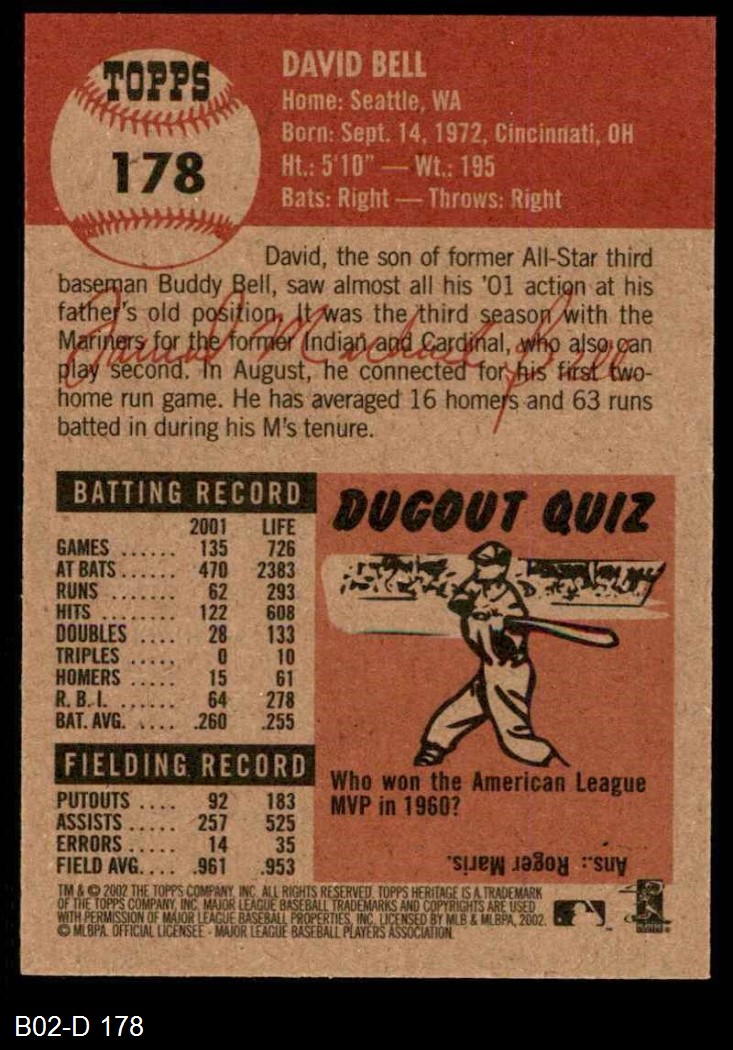 TOPPS
178
DAVID BELL
Home: Seattle, WA
Born: Sept. 14, 1972, Cincinnati, OH
Ht.: 5'10" — Wt.: 195
Bats: Right — Throws: Right
David, the son of former All-Star third
baseman Buddy Bell, saw almost all his '01 action at his
father's old position. It was the third season with the
Mariners for the former Indian and Cardinal, who also can
play second. In August, he connected for his first two-
home run game. He has averaged 16 homers and 63 runs
batted in during his M's tenure.
David Michael Bell
BATTING RECORD
2001 LIFE
GAMES ...... 135 726
AT BATS...... 470 2383
RUNS ...... 62 293
HITS ........ 122 608
DOUBLES .... 28 133
TRIPLES ..... 0 10
HOMERS ..... 15 61
R. B. I. ...... 64 278
BAT. AVG. ..... .260 .255
FIELDING RECORD
PUTOUTS .... 92 183
ASSISTS ..... 257 525
ERRORS ..... 14 35
FIELD AVG.... .961 .953
DUGOUT QUIZ
Who won the American League
MVP in 1960?
Ans.: Roger Maris.
TM & © 2002 THE TOPPS COMPANY, INC. ALL RIGHTS RESERVED. TOPPS HERITAGE IS A TRADEMARK
OF THE TOPPS COMPANY, INC. MAJOR LEAGUE BASEBALL TRADEMARKS AND COPYRIGHTS ARE USED
WITH PERMISSION OF MAJOR LEAGUE BASEBALL PROPERTIES, INC. LICENSED BY MLB & MLBPA, 2002.
© MLBPA. OFFICIAL LICENSEE - MAJOR LEAGUE BASEBALL PLAYERS ASSOCIATION.
B02-D 178